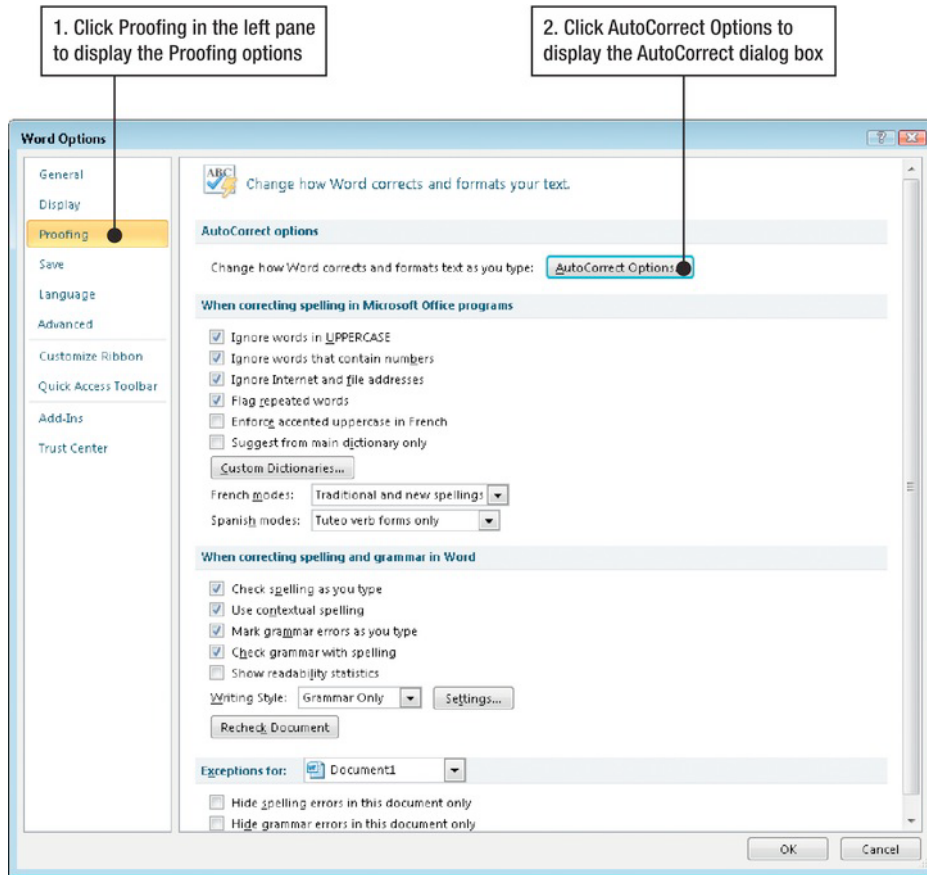 1. Click Proofing in the left pane
to display the Proofing options
2. Click AutoCorrect Options to
display the AutoCorrect dialog box
Word Options
General
Display
Proofing
Save
Language
Advanced
Customize Ribbon
Quick Access Toolbar
Add-Ins
Trust Center
ABC
Change how Word corrects and formats your text.
AutoCorrect options
Change how Word corrects and formats text as you type: AutoCorrect Options
When correcting spelling in Microsoft Office programs
Ignore words in UPPERCASE
Ignore words that contain numbers
Ignore Internet and file addresses
Flag repeated words
Enforce accented uppercase in French
Suggest from main dictionary only
Custom Dictionaries...
French modes: Traditional and new spellings
Spanish modes: Tuteo verb forms only
When correcting spelling and grammar in Word
Check spelling as you type
Use contextual spelling
Mark grammar errors as you type
Check grammar with spelling
Show readability statistics
Writing Style: Grammar Only Settings...
Recheck Document
Exceptions for: Document1
Hide spelling errors in this document only
Hide grammar errors in this document only
OK Cancel